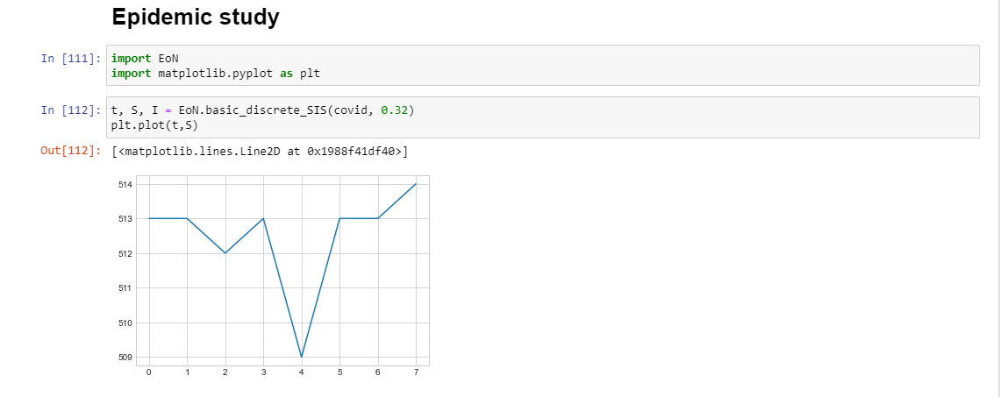 Epidemic study
In [111]: import EoN
import matplotlib.pyplot as plt
In [112]: t, S, I = EoN.basic_discrete_SIS(covid, 0.32)
plt.plot(t,S)
Out[112]: [<matplotlib.lines.Line2D at 0x1988f41df40>]
514
513
512
511
510
509
0 1 2 3 4 5 6 7